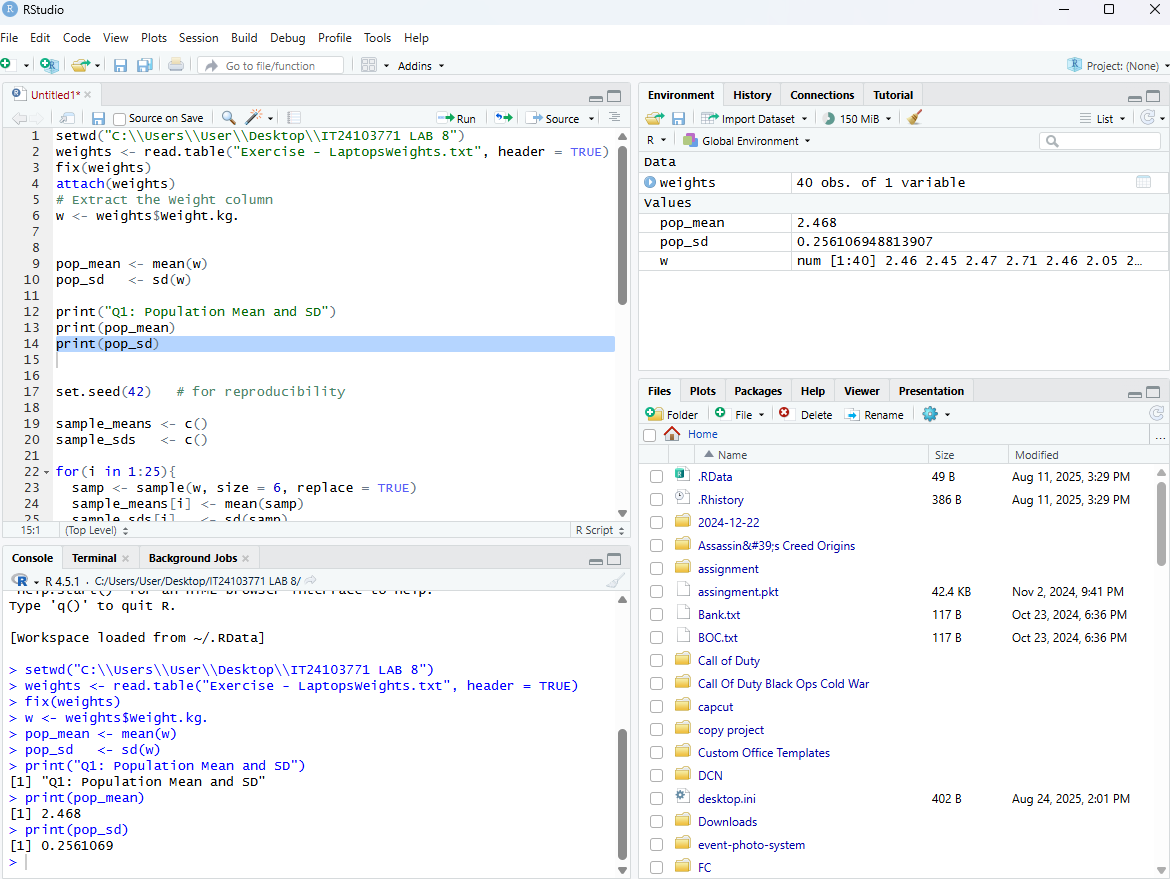 RStudio
File Edit Code View Plots Session Build Debug Profile Tools Help
Go to file/function Addins Project: (None)
Untitled1*
Source on Save Run Source
1 setwd("C:\\Users\\User\\Desktop\\IT24103771 LAB 8")
2 weights <- read.table("Exercise - LaptopsWeights.txt", header = TRUE)
3 fix(weights)
4 attach(weights)
5 # Extract the Weight column
6 w <- weights$Weight.kg.
7
8
9 pop_mean <- mean(w)
10 pop_sd   <- sd(w)
11
12 print("Q1: Population Mean and SD")
13 print(pop_mean)
14 print(pop_sd)
15
16
17 set.seed(42)   # for reproducibility
18
19 sample_means <- c()
20 sample_sds   <- c()
21
22 for(i in 1:25){
23   samp <- sample(w, size = 6, replace = TRUE)
24   sample_means[i] <- mean(samp)
25   sample_sds[i]   <- sd(samp)
15:1 (Top Level) R Script
Console Terminal Background Jobs
R 4.5.1 · C:/Users/User/Desktop/IT24103771 LAB 8/
'help.start()' for an HTML browser interface to help.
Type 'q()' to quit R.
[Workspace loaded from ~/.RData]
> setwd("C:\\Users\\User\\Desktop\\IT24103771 LAB 8")
> weights <- read.table("Exercise - LaptopsWeights.txt", header = TRUE)
> fix(weights)
> w <- weights$Weight.kg.
> pop_mean <- mean(w)
> pop_sd   <- sd(w)
> print("Q1: Population Mean and SD")
[1] "Q1: Population Mean and SD"
> print(pop_mean)
[1] 2.468
> print(pop_sd)
[1] 0.2561069
>
Environment History Connections Tutorial
Import Dataset 150 MiB List
R Global Environment
Data
weights 40 obs. of 1 variable
Values
pop_mean 2.468
pop_sd 0.256106948813907
w num [1:40] 2.46 2.45 2.47 2.71 2.46 2.05 2…
Files Plots Packages Help Viewer Presentation
Folder File Delete Rename
Home ...
Name Size Modified
.RData 49 B Aug 11, 2025, 3:29 PM
.Rhistory 386 B Aug 11, 2025, 3:29 PM
2024-12-22
Assassin&#39;s Creed Origins
assignment
assingment.pkt 42.4 KB Nov 2, 2024, 9:41 PM
Bank.txt 117 B Oct 23, 2024, 6:36 PM
BOC.txt 117 B Oct 23, 2024, 6:36 PM
Call of Duty
Call Of Duty Black Ops Cold War
capcut
copy project
Custom Office Templates
DCN
desktop.ini 402 B Aug 24, 2025, 2:01 PM
Downloads
event-photo-system
FC